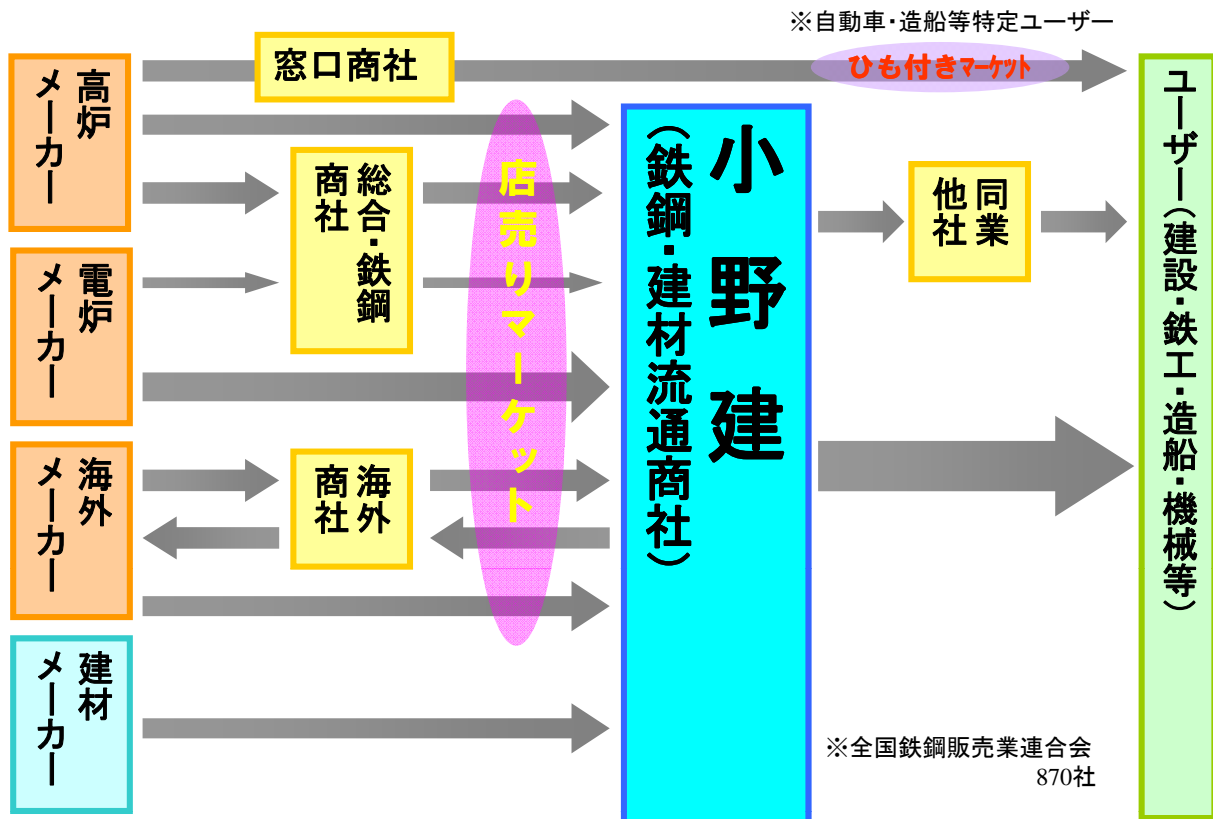 ※自動車・造船等特定ユーザー
ひも付きマーケット
窓口商社
高炉
メーカー
電炉
メーカー
海外
メーカー
建材
メーカー
総合・鉄鋼
商社
海外
商社
店売りマーケット
小野建
（鉄鋼・建材流通商社）
同業
他社
ユーザー（建設・鉄工・造船・機械等）
※全国鉄鋼販売業連合会
870社